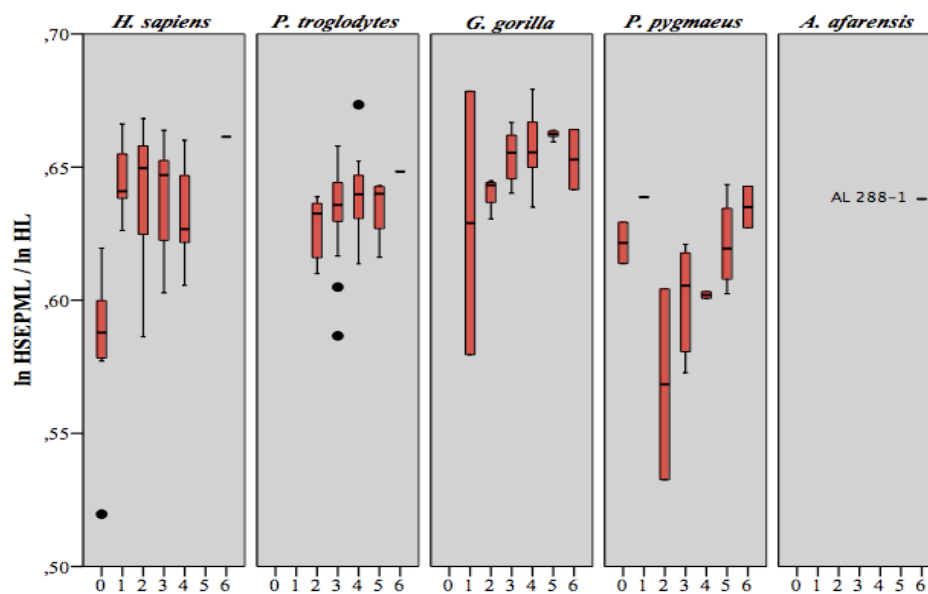 H. sapiens P. troglodytes G. gorilla P. pygmaeus A. afarensis
,70
,65
AL 288-1
,60
,55
,50
ln HSEPML / ln HL
0 1 2 3 4 5 6 0 1 2 3 4 5 6 0 1 2 3 4 5 6 0 1 2 3 4 5 6 0 1 2 3 4 5 6